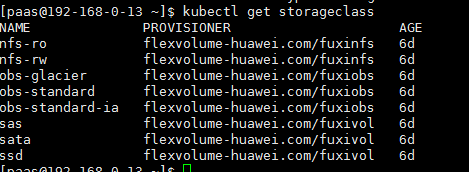 [paas@192-168-0-13 ~]$ kubectl get storageclass
NAME PROVISIONER AGE
nfs-ro flexvolume-huawei.com/fuxinfs 6d
nfs-rw flexvolume-huawei.com/fuxinfs 6d
obs-glacier flexvolume-huawei.com/fuxiobs 6d
obs-standard flexvolume-huawei.com/fuxiobs 6d
obs-standard-ia flexvolume-huawei.com/fuxiobs 6d
sas flexvolume-huawei.com/fuxivol 6d
sata flexvolume-huawei.com/fuxivol 6d
ssd flexvolume-huawei.com/fuxivol 6d
[paas@192-168-0-13 ~]$